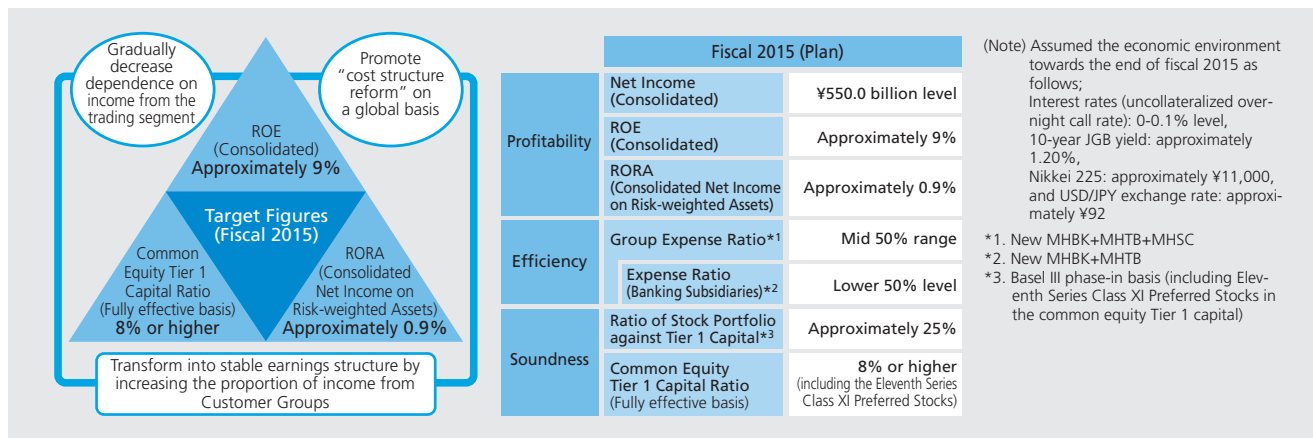 Gradually
decrease
dependence on
income from the
trading segment
Promote
“cost structure
reform” on
a global basis
ROE
(Consolidated)
Approximately 9%
Target Figures
(Fiscal 2015)
Common
Equity Tier 1
Capital Ratio
(Fully effective basis)
8% or higher
RORA
(Consolidated
Net Income on
Risk-weighted Assets)
Approximately 0.9%
Transform into stable earnings structure by
increasing the proportion of income from
Customer Groups
Fiscal 2015 (Plan)
Profitability
Net Income
(Consolidated)
¥550.0 billion level
ROE
(Consolidated)
Approximately 9%
RORA
(Consolidated Net Income
on Risk-weighted Assets)
Approximately 0.9%
Efficiency
Group Expense Ratio*1
Mid 50% range
Expense Ratio
(Banking Subsidiaries)*2
Lower 50% level
Soundness
Ratio of Stock Portfolio
against Tier 1 Capital*3
Approximately 25%
Common Equity
Tier 1 Capital Ratio
(Fully effective basis)
8% or higher
(including the Eleventh Series
Class XI Preferred Stocks)
(Note) Assumed the economic environment
towards the end of fiscal 2015 as
follows;
Interest rates (uncollateralized over-
night call rate): 0-0.1% level,
10-year JGB yield: approximately
1.20%,
Nikkei 225: approximately ¥11,000,
and USD/JPY exchange rate: approxi-
mately ¥92
*1. New MHBK+MHTB+MHSC
*2. New MHBK+MHTB
*3. Basel III phase-in basis (including Elev-
enth Series Class XI Preferred Stocks in
the common equity Tier 1 capital)